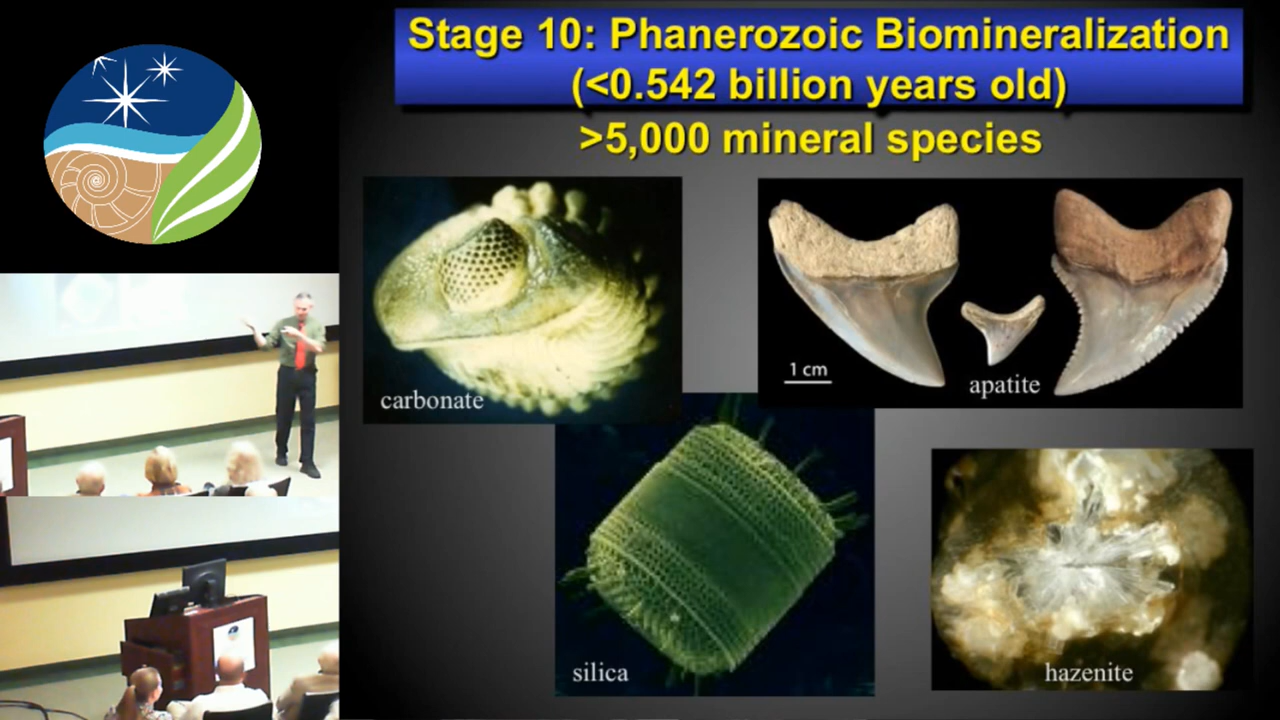 Stage 10: Phanerozoic Biomineralization
(<0.542 billion years old)
>5,000 mineral species
carbonate
1 cm
apatite
silica
hazenite